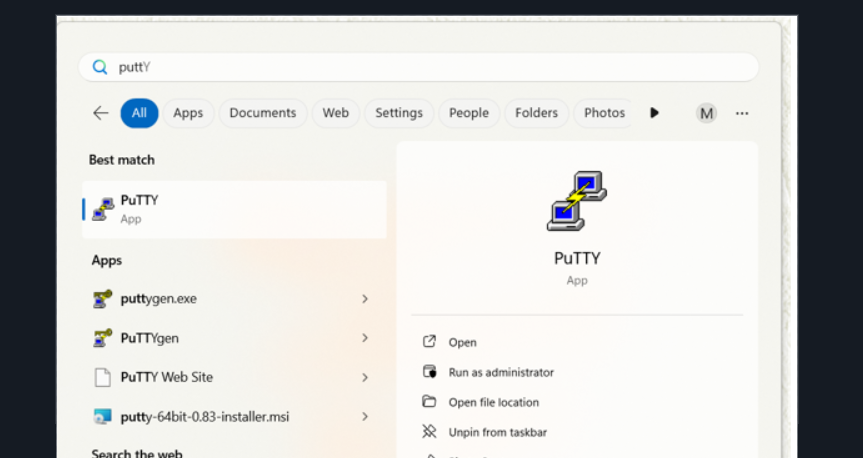 puttY
All
Apps
Documents
Web
Settings
People
Folders
Photos
M
Best match
PuTTY
App
Apps
puttygen.exe
PuTTYgen
PuTTY Web Site
putty-64bit-0.83-installer.msi
Search the web
PuTTY
App
Open
Run as administrator
Open file location
Unpin from taskbar